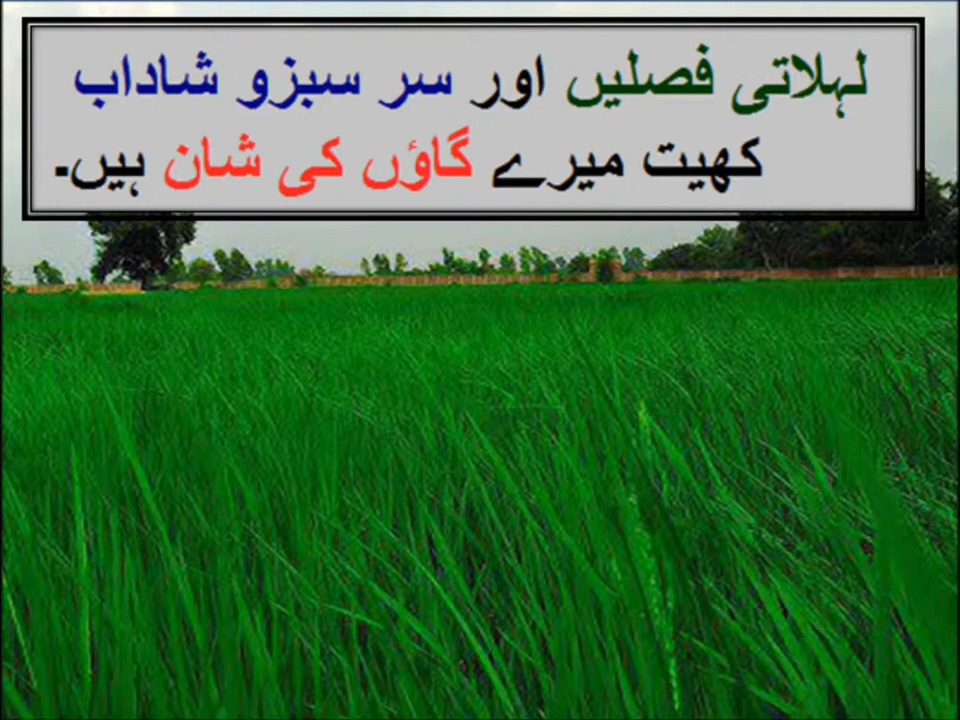 لہلاتی فصلیں اور سر سبزو شاداب
کھیت میرے گاؤں کی شان ہیں۔